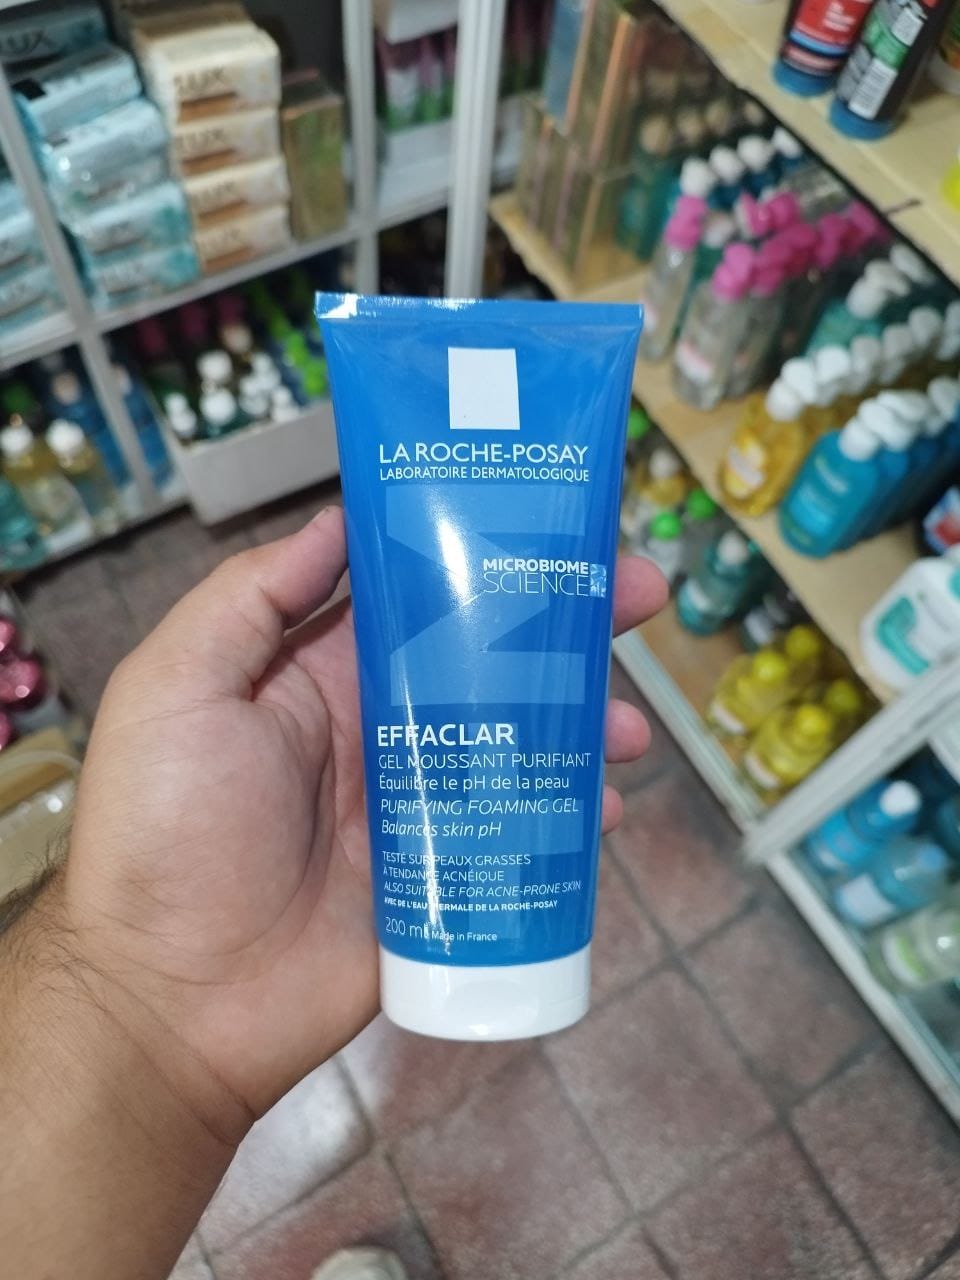 LA ROCHE-POSAY
LABORATOIRE DERMATOLOGIQUE
MICROBIOME
SCIENCE
EFFACLAR
GEL MOUSSANT PURIFIANT
Équilibre le pH de la peau
PURIFYING FOAMING GEL
Balances skin pH
TESTÉ SUR PEAUX GRASSES
À TENDANCE ACNÉIQUE
ALSO SUITABLE FOR ACNE-PRONE SKIN
AVEC DE L'EAU THERMALE DE LA ROCHE-POSAY
200 ml Made in France
LUX
LUX